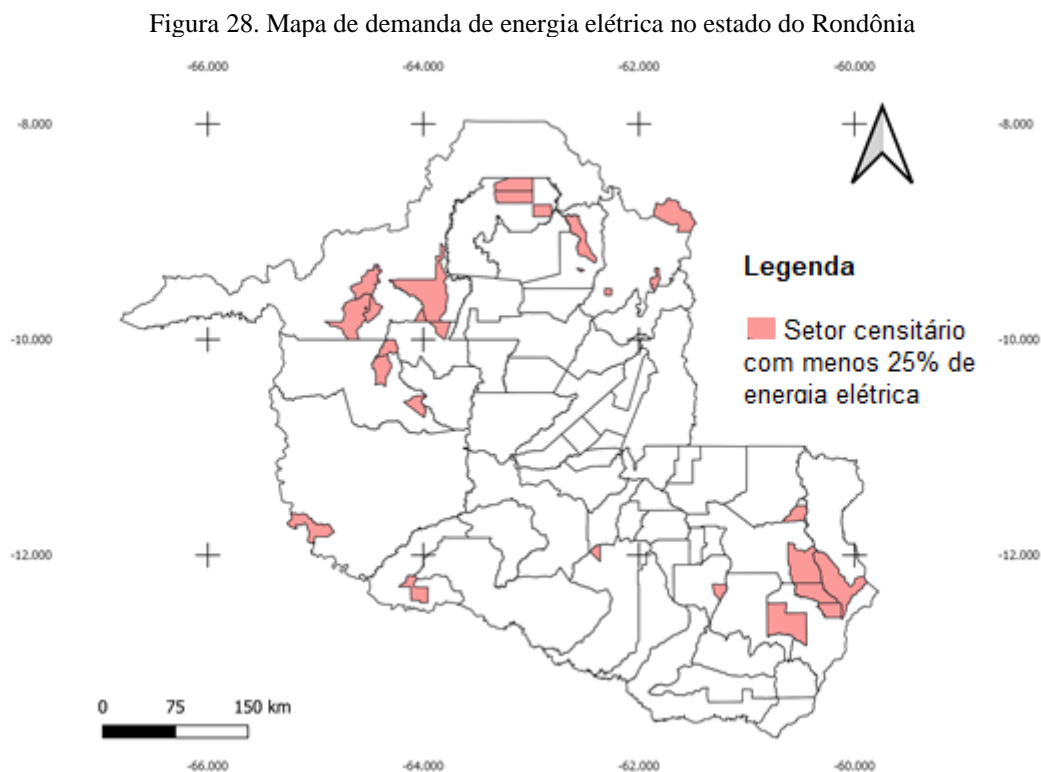 Figura 28. Mapa de demanda de energia elétrica no estado do Rondônia
-66.000 -64.000 -62.000 -60.000
-8.000 -8.000
Legenda
Setor censitário
com menos 25% de
energia elétrica
-10.000 -10.000
-12.000 -12.000
0 75 150 km
-66.000 -64.000 -62.000 -60.000